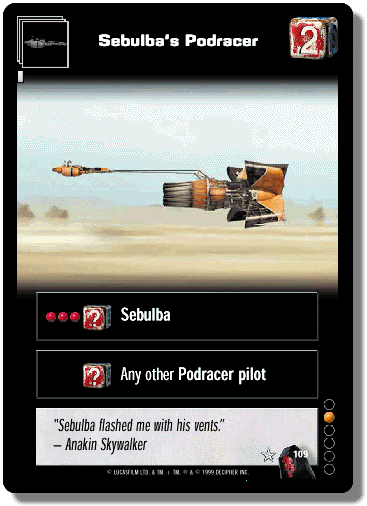 Sebulba's Podracer
2
? Sebulba
? Any other Podracer pilot
"Sebulba flashed me with his vents."
– Anakin Skywalker
109
© LUCASFILM LTD. & TM. ‡ TM. ® & © 1999 DECIPHER INC.